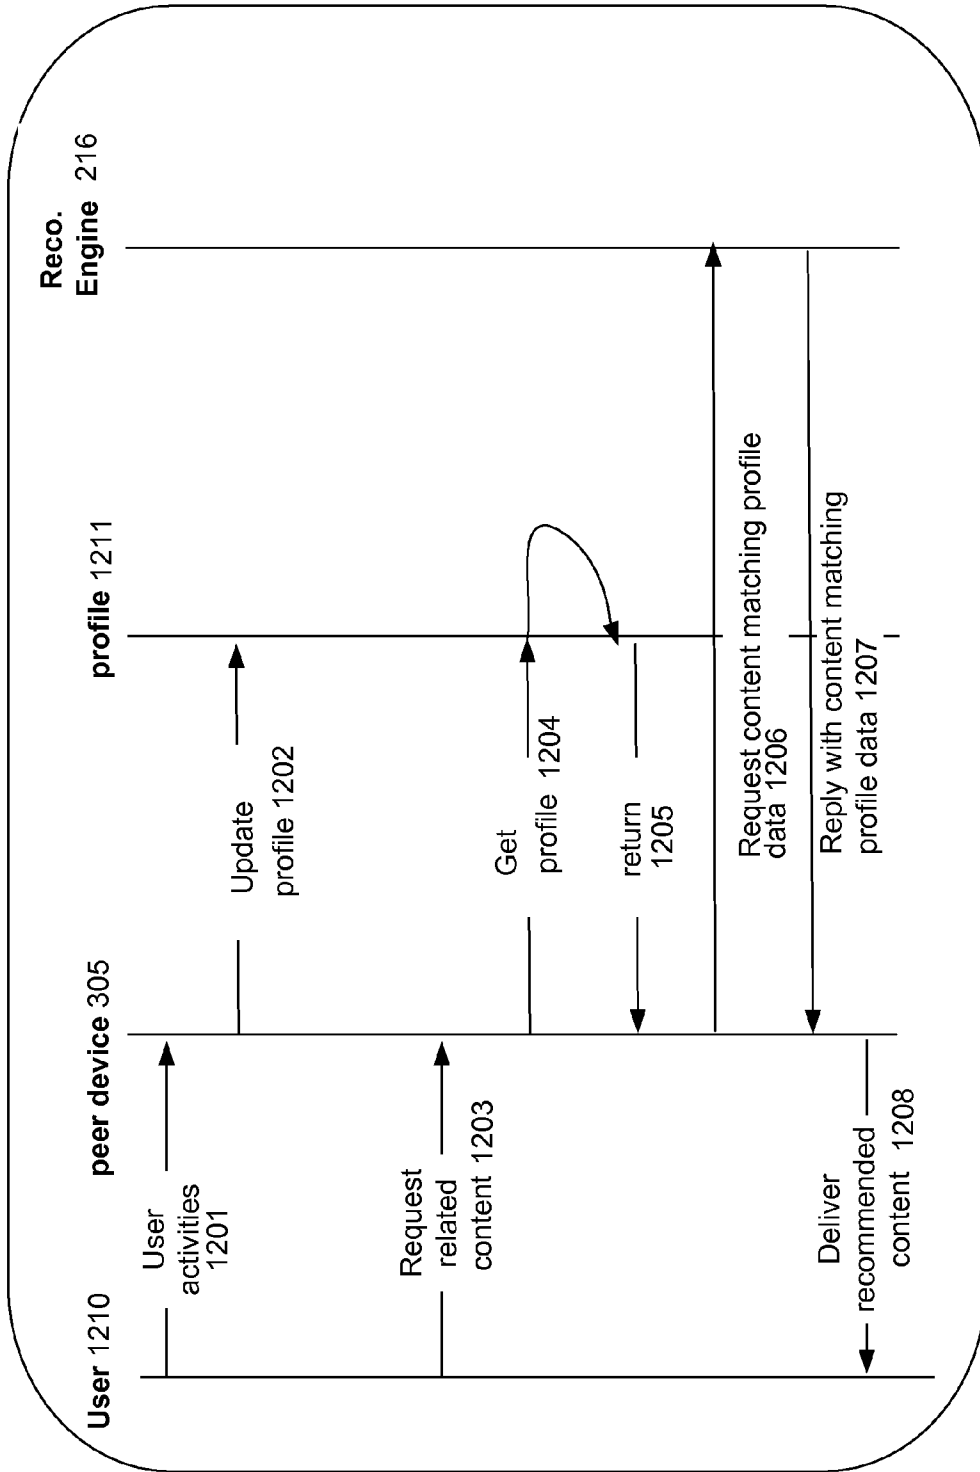 User 1210
peer device 305
profile 1211
Reco.
Engine 216
User
activities
1201
Update
profile 1202
Request
related
content 1203
Get
profile 1204
return
1205
Request content matching profile
data 1206
Reply with content matching
profile data 1207
Deliver
recommended
content 1208